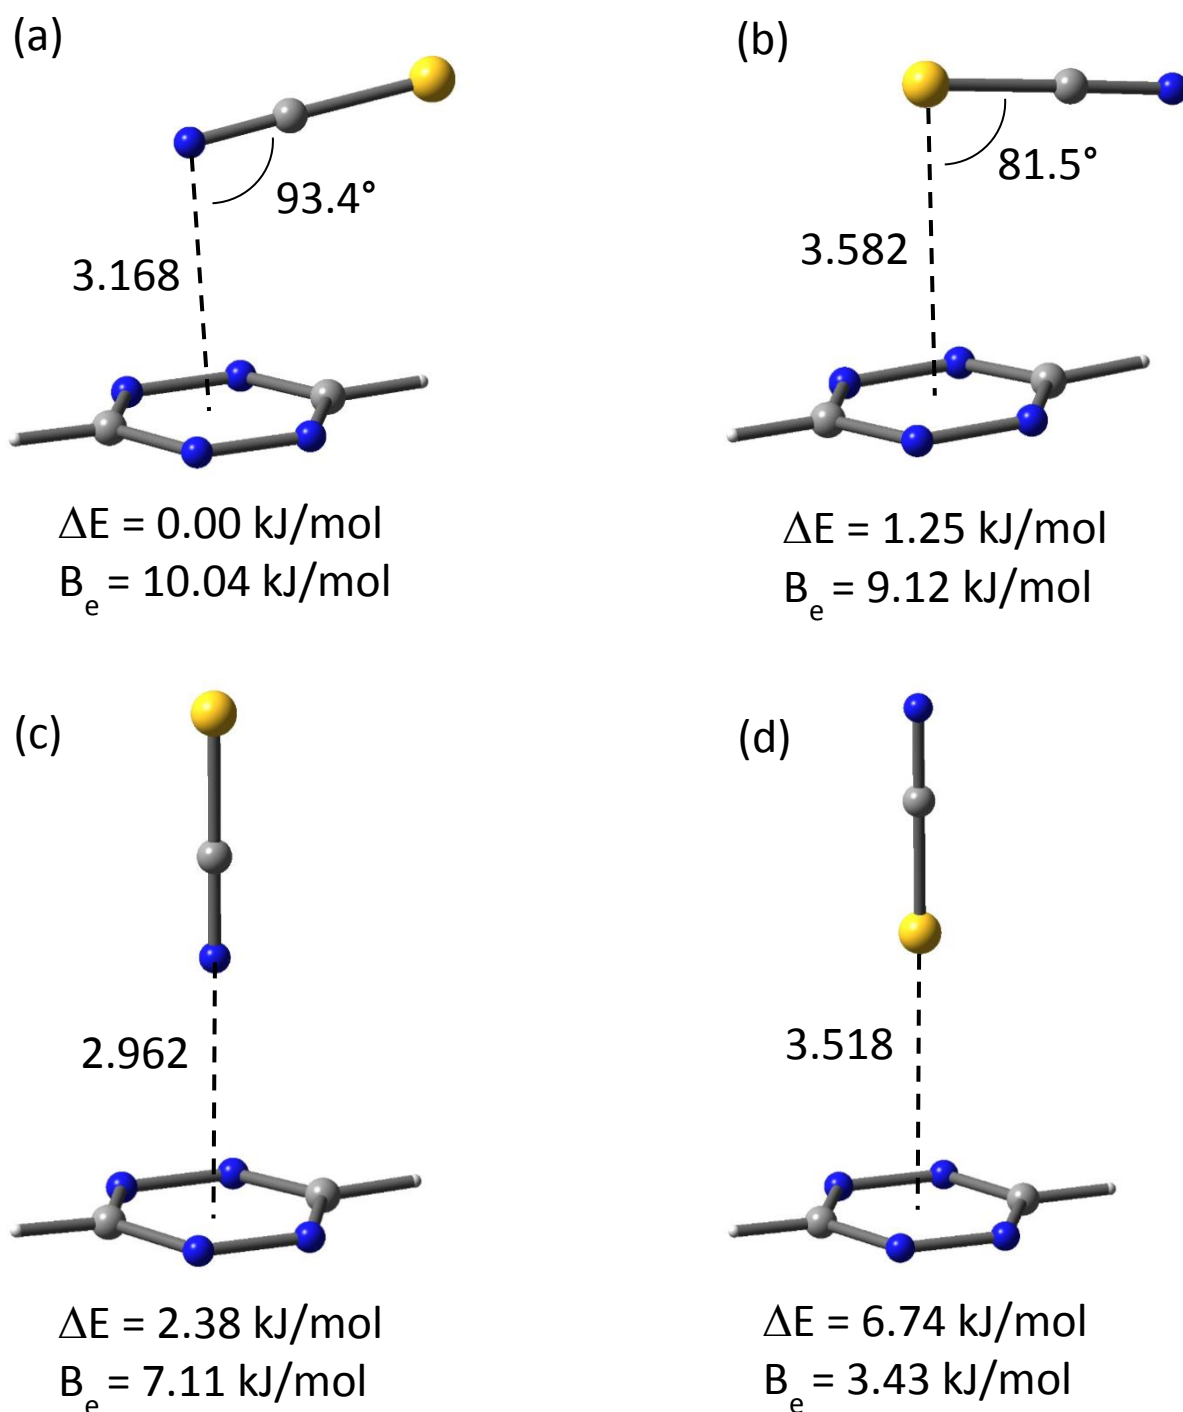 (a)
93.4°
3.168
ΔE = 0.00 kJ/mol
Be = 10.04 kJ/mol
(b)
81.5°
3.582
ΔE = 1.25 kJ/mol
Be = 9.12 kJ/mol
(c)
2.962
ΔE = 2.38 kJ/mol
Be = 7.11 kJ/mol
(d)
3.518
ΔE = 6.74 kJ/mol
Be = 3.43 kJ/mol